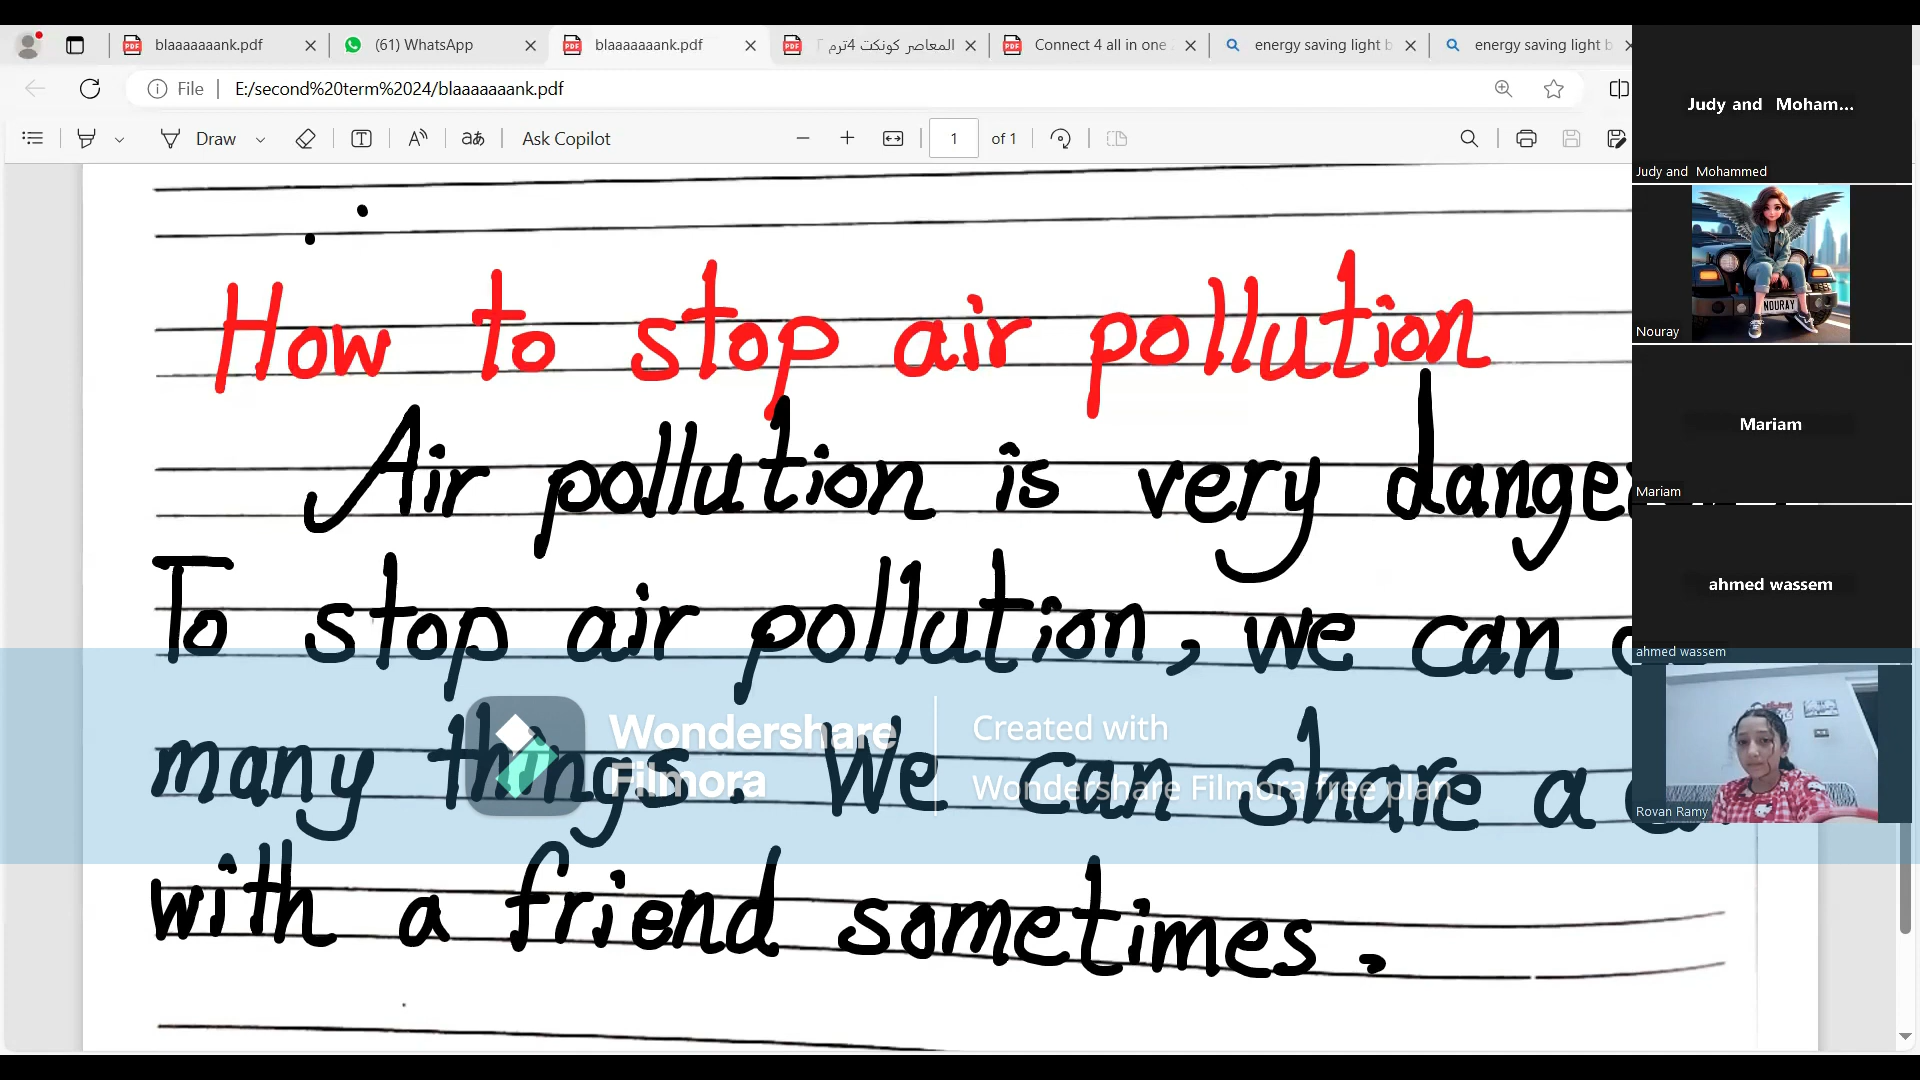 blaaaaaaank.pdf
(61) WhatsApp
blaaaaaaank.pdf
المعاصر كونكت 4ترم
Connect 4 all in one
energy saving light b
energy saving light b
File
E:/second%20term%2024/blaaaaaaank.pdf
Draw
Ask Copilot
1 of 1
How to stop air pollution
Air pollution is very dange
To stop air pollution, we can
many things. We can share a
with a friend sometimes.
Wondershare
Filmora
Created with
Wondershare Filmora free plan
Judy and Moham...
Judy and Mohammed
NOURAY
Nouray
Mariam
Mariam
ahmed wassem
ahmed wassem
Rovan Ramy